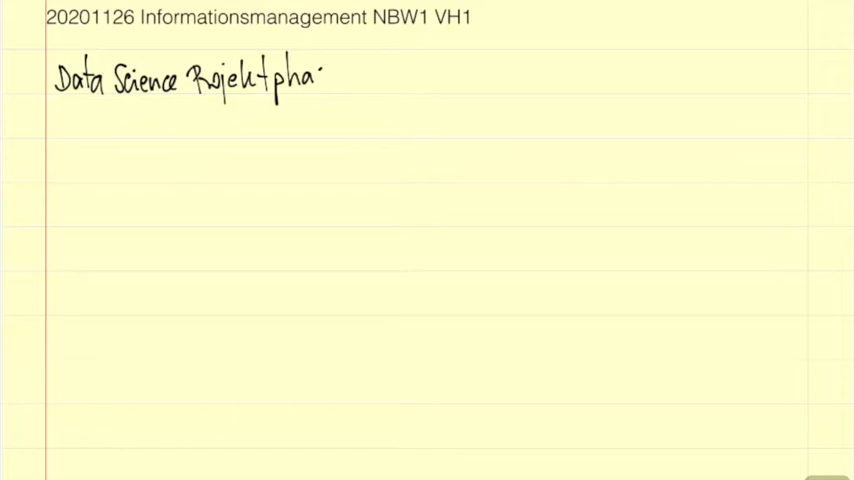 20201126 Informationsmanagement NBW1 VH1
Data Science Projektpha